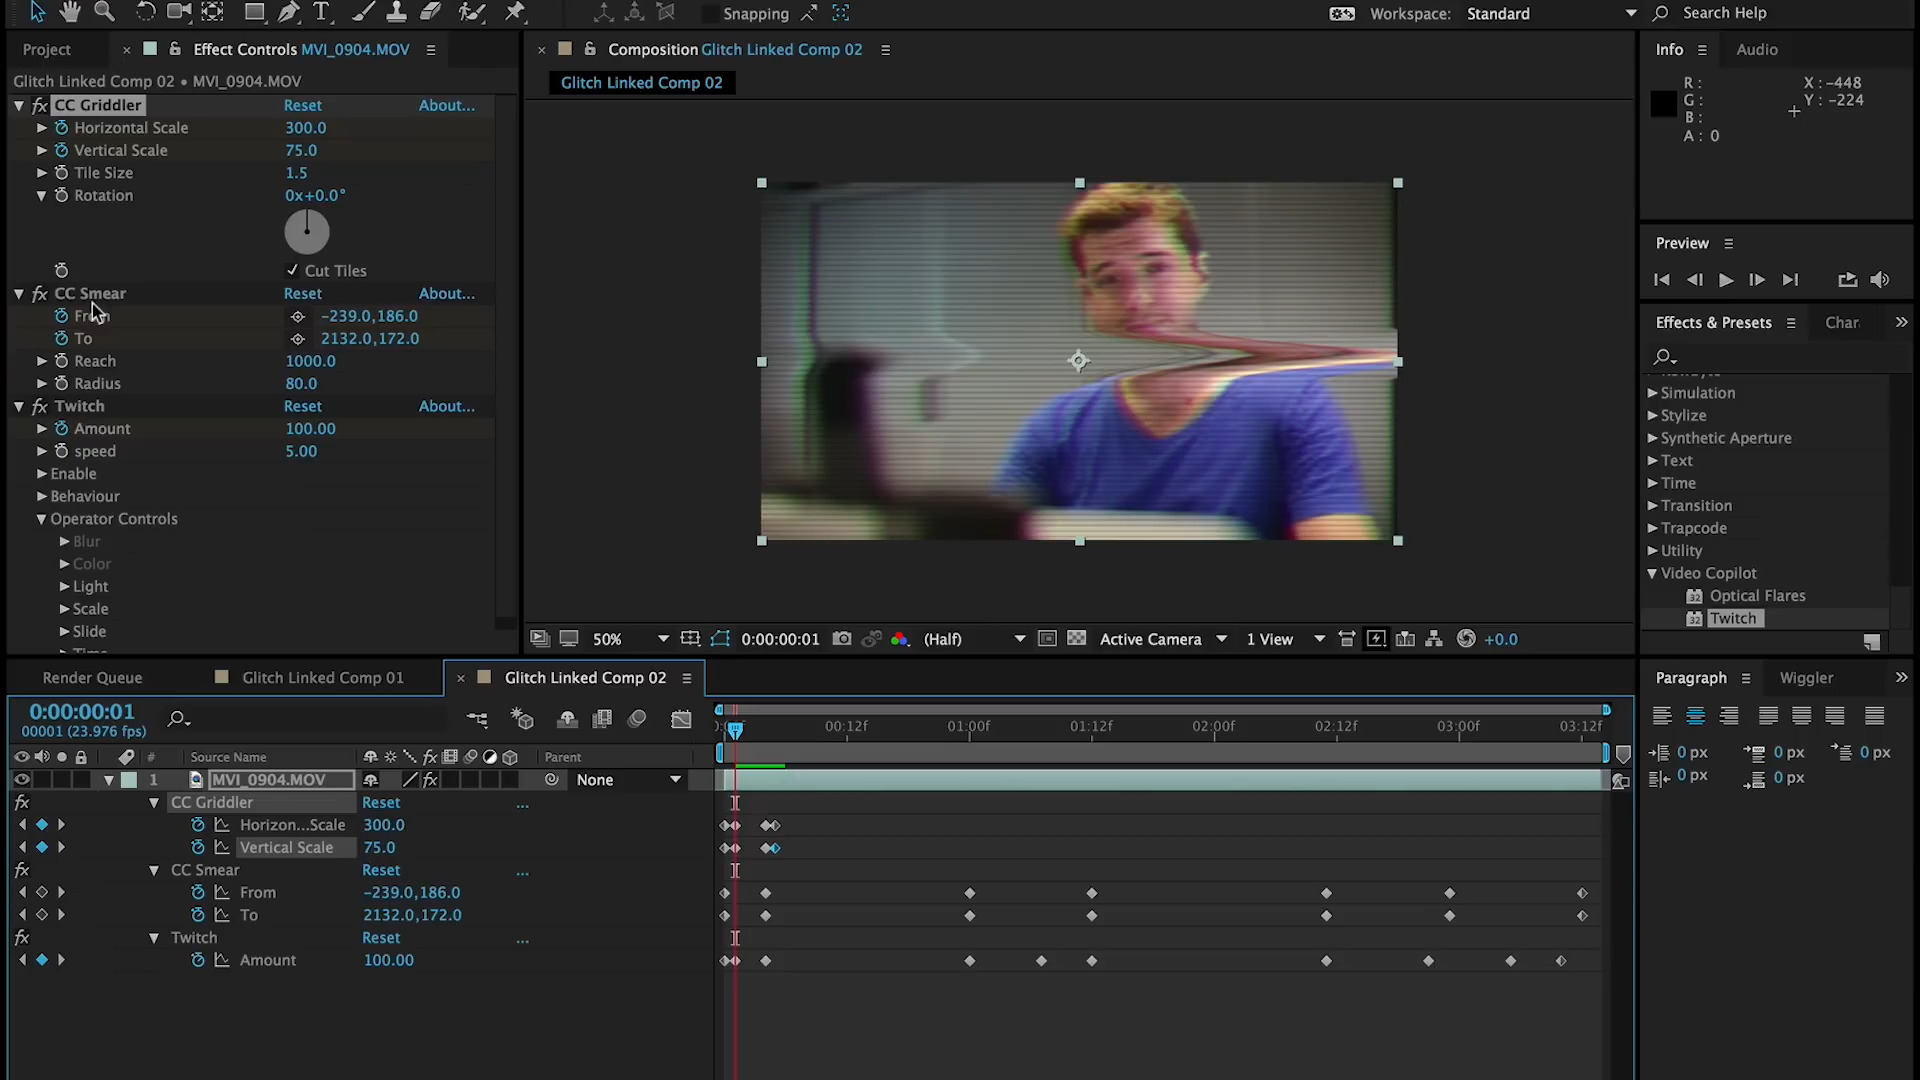 Snapping
Workspace: Standard
Search Help
Project
Effect Controls MVI_0904.MOV
Glitch Linked Comp 02 • MVI_0904.MOV
fx CC Griddler Reset About...
Horizontal Scale 300.0
Vertical Scale 75.0
Tile Size 1.5
Rotation 0x+0.0°
Cut Tiles
fx CC Smear Reset About...
From -239.0,186.0
To 2132.0,172.0
Reach 1000.0
Radius 80.0
fx Twitch Reset About...
Amount 100.00
speed 5.00
Enable
Behaviour
Operator Controls
Blur
Color
Light
Scale
Slide
Time
Composition Glitch Linked Comp 02
Glitch Linked Comp 02
50% 0:00:00:01 (Half) Active Camera 1 View +0.0
Info Audio
R: X: -448
G: Y: -224
B:
A: 0
Preview
Effects & Presets Char
Simulation
Stylize
Synthetic Aperture
Text
Time
Transition
Trapcode
Utility
Video Copilot
32 Optical Flares
32 Twitch
Render Queue Glitch Linked Comp 01 Glitch Linked Comp 02
0:00:00:01
00001 (23.976 fps)
00:12f 01:00f 01:12f 02:00f 02:12f 03:00f 03:12f
# Source Name fx Parent
1 MVI_0904.MOV fx None
fx CC Griddler Reset ...
Horizon...Scale 300.0
Vertical Scale 75.0
fx CC Smear Reset ...
From -239.0,186.0
To 2132.0,172.0
fx Twitch Reset ...
Amount 100.00
Paragraph Wiggler
0 px 0 px 0 px
0 px 0 px